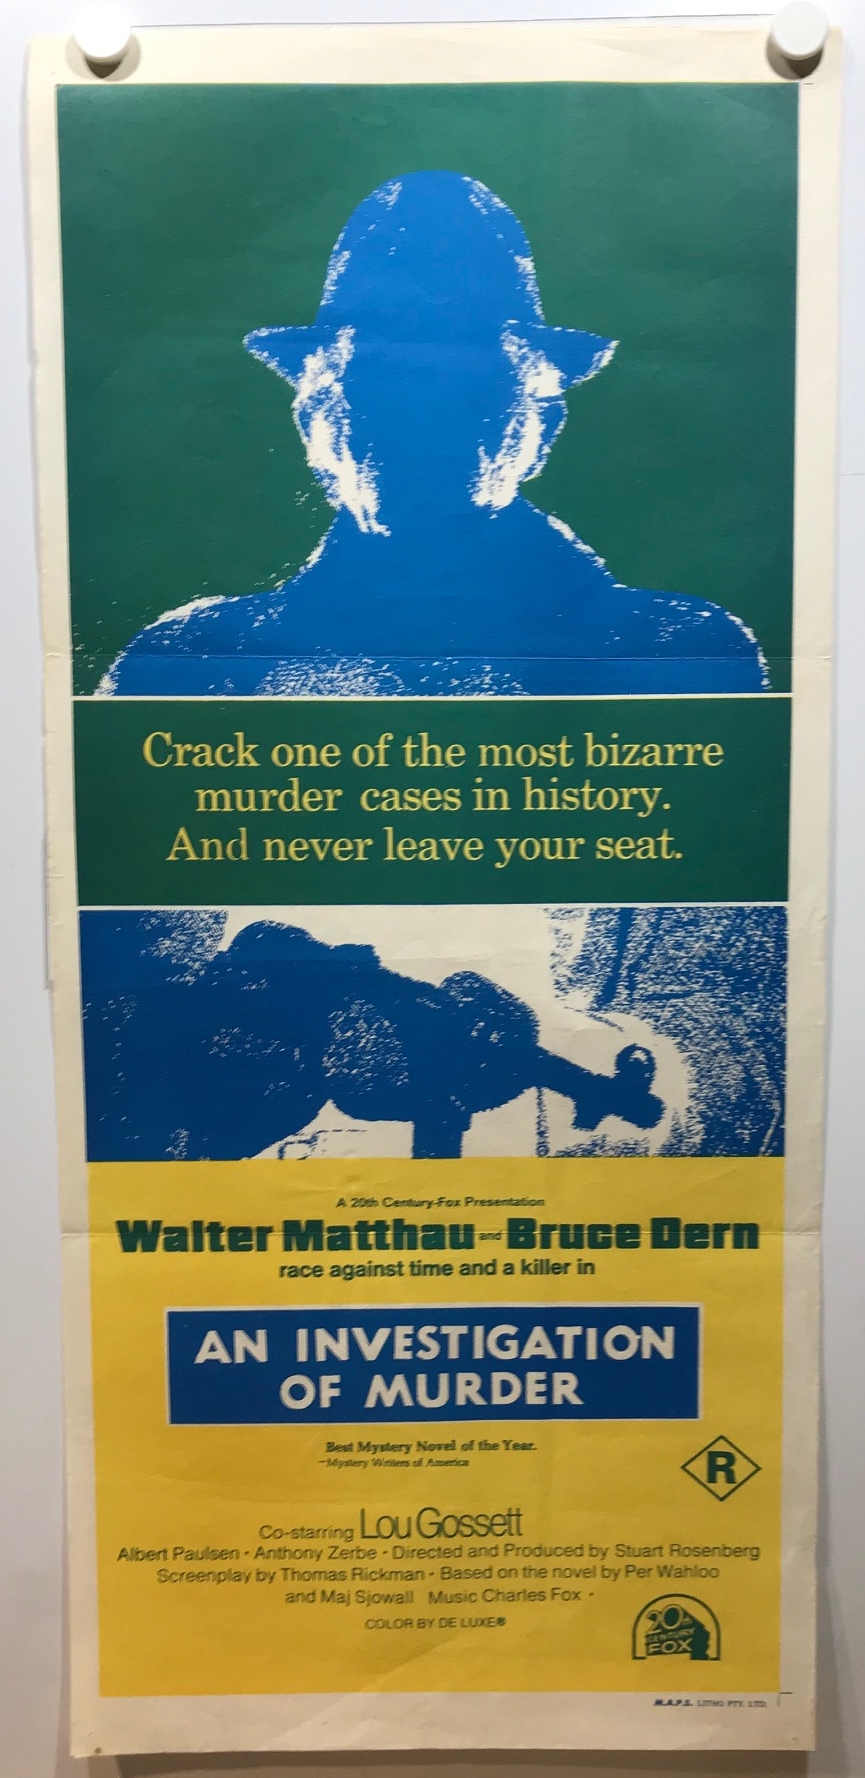 Crack one of the most bizarre
murder cases in history.
And never leave your seat.
A 20th Century-Fox Presentation
Walter Matthau and Bruce Dern
race against time and a killer in
AN INVESTIGATION
OF MURDER
Best Mystery Novel of the Year.
—Mystery Writers of America
R
Co-starring Lou Gossett
Albert Paulsen • Anthony Zerbe • Directed and Produced by Stuart Rosenberg
Screenplay by Thomas Rickman • Based on the novel by Per Wahloo
and Maj Sjowall Music Charles Fox •
COLOR BY DE LUXE®
20th
CENTURY
FOX
M.A.P.S. LITHO PTY. LTD.